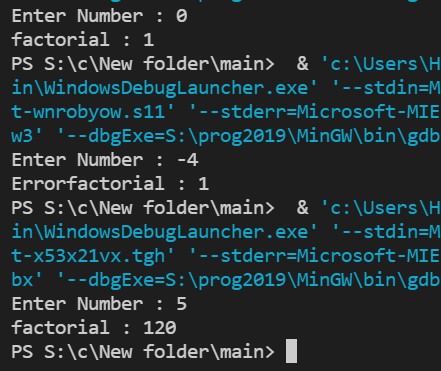 Enter Number : 0
factorial : 1
PS S:\c\New folder\main>  & 'c:\Users\H
in\WindowsDebugLauncher.exe' '--stdin=M
t-wnrobyow.s11' '--stderr=Microsoft-MIE
w3' '--dbgExe=S:\prog2019\MinGW\bin\gdb
Enter Number : -4
Errorfactorial : 1
PS S:\c\New folder\main>  & 'c:\Users\H
in\WindowsDebugLauncher.exe' '--stdin=M
t-x53x21vx.tgh' '--stderr=Microsoft-MIE
bx' '--dbgExe=S:\prog2019\MinGW\bin\gdb
Enter Number : 5
factorial : 120
PS S:\c\New folder\main>